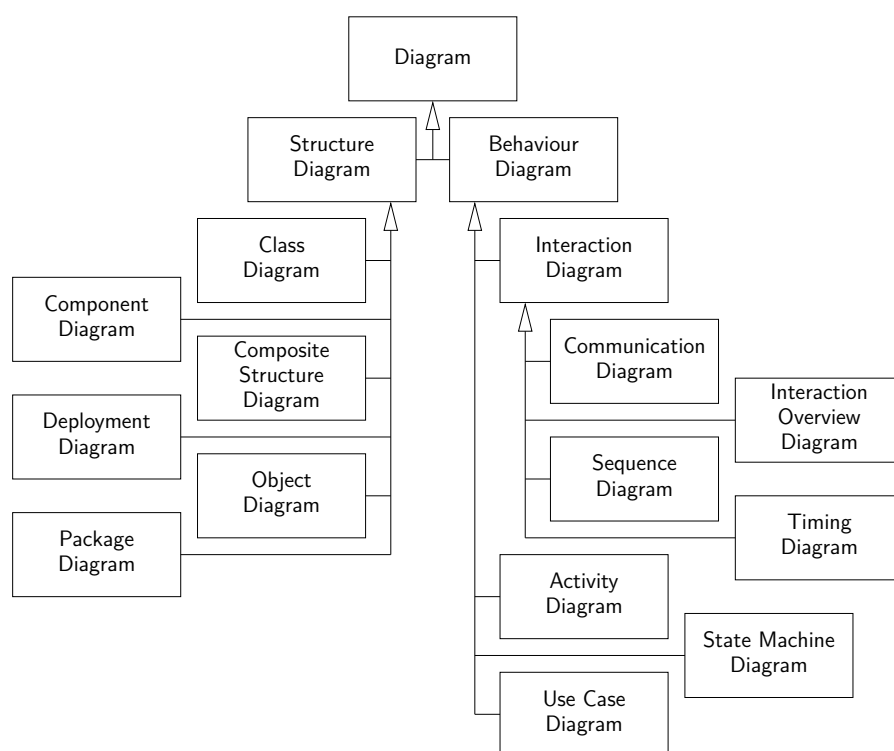 Diagram
Structure
Diagram
Behaviour
Diagram
Class
Diagram
Interaction
Diagram
Component
Diagram
Communication
Diagram
Composite
Structure
Diagram
Interaction
Overview
Diagram
Deployment
Diagram
Sequence
Diagram
Object
Diagram
Timing
Diagram
Package
Diagram
Activity
Diagram
State Machine
Diagram
Use Case
Diagram